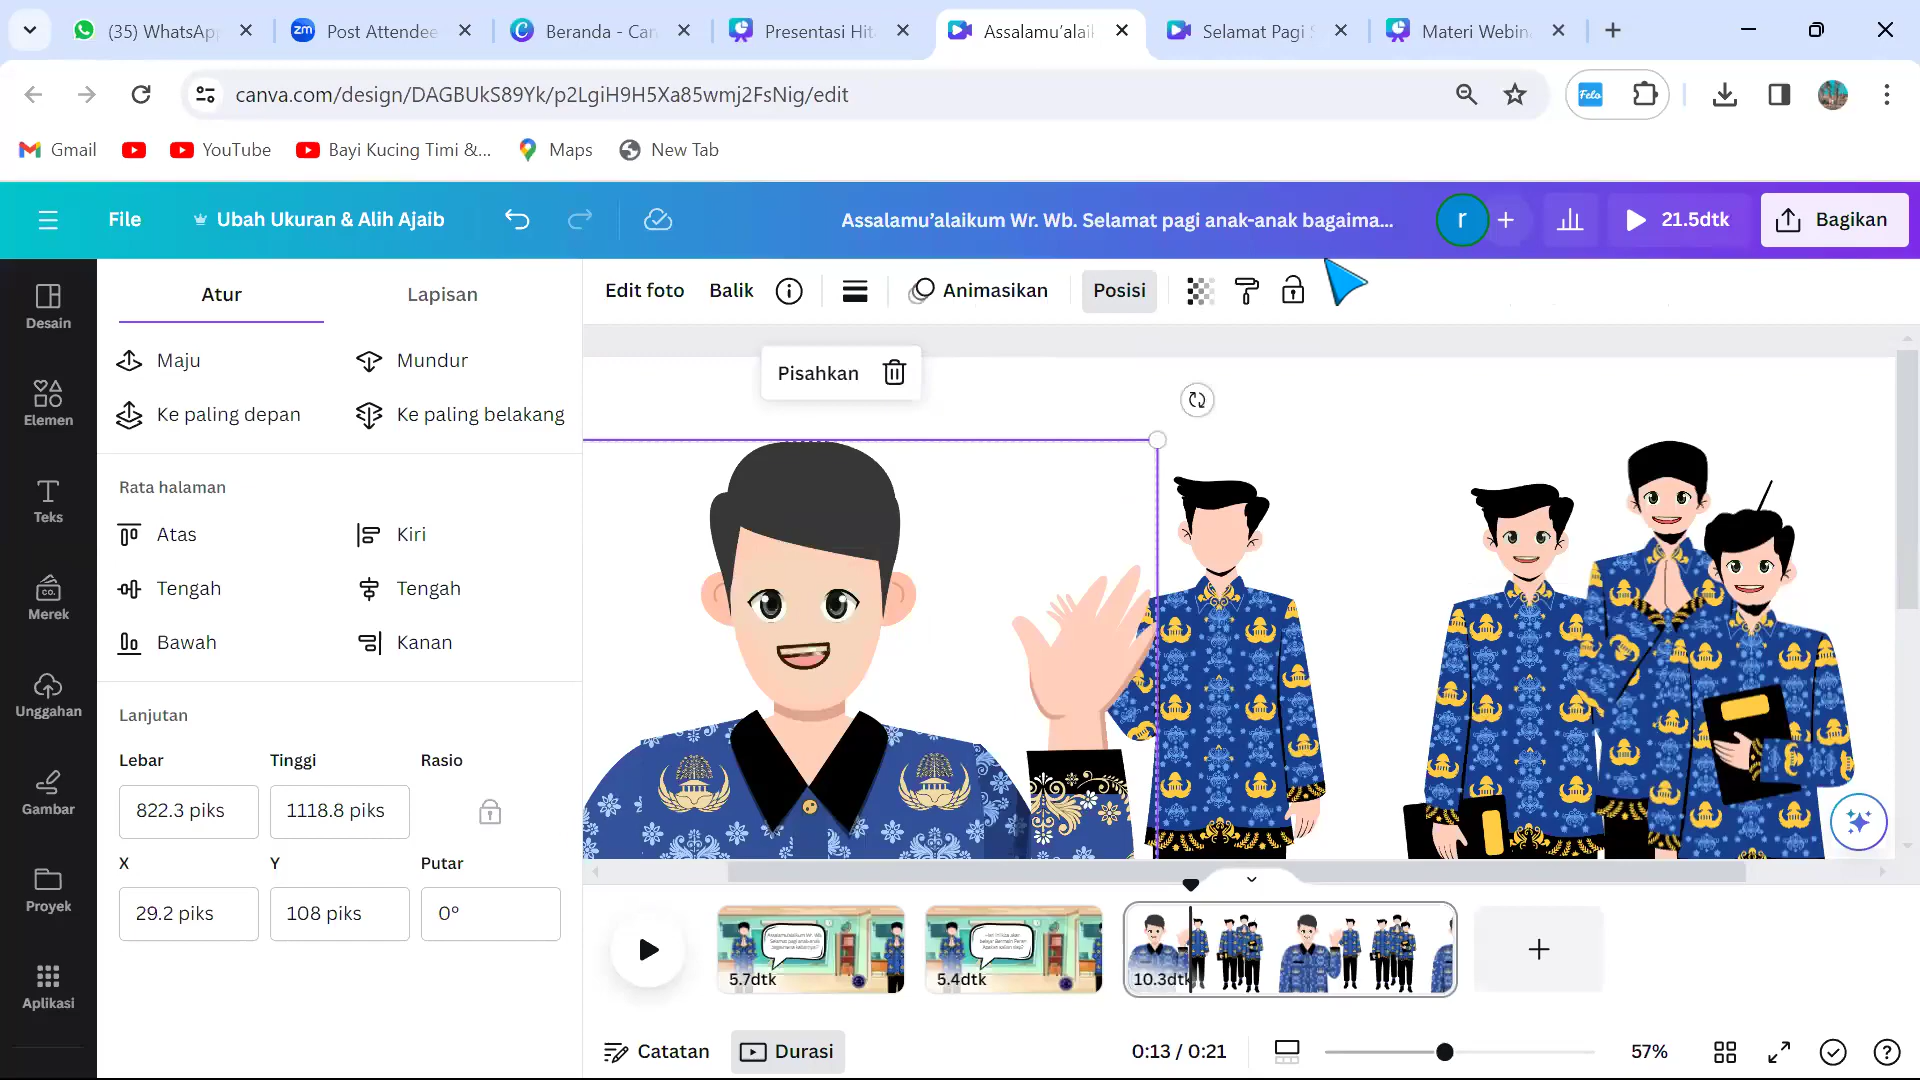 (35) WhatsApp
zm Post Attendee
Beranda - Can
Presentasi Hit
Assalamu'alai
Selamat Pagi S
Materi Webin
canva.com/design/DAGBUkS89Yk/p2LgiH9H5Xa85wmj2FsNig/edit
Felo
Gmail
YouTube
Bayi Kucing Timi &...
Maps
New Tab
File
Ubah Ukuran & Alih Ajaib
Assalamu'alaikum Wr. Wb. Selamat pagi anak-anak bagaima...
r
21.5dtk
Bagikan
Desain
Elemen
Teks
CO.
Merek
Unggahan
Gambar
Proyek
Aplikasi
Atur
Lapisan
Maju
Mundur
Ke paling depan
Ke paling belakang
Rata halaman
Atas
Kiri
Tengah
Tengah
Bawah
Kanan
Lanjutan
Lebar
Tinggi
Rasio
822.3 piks
1118.8 piks
X
Y
Putar
29.2 piks
108 piks
0°
Edit foto
Balik
Animasikan
Posisi
Pisahkan
5.7dtk
5.4dtk
10.3dtk
Catatan
Durasi
0:13 / 0:21
57%